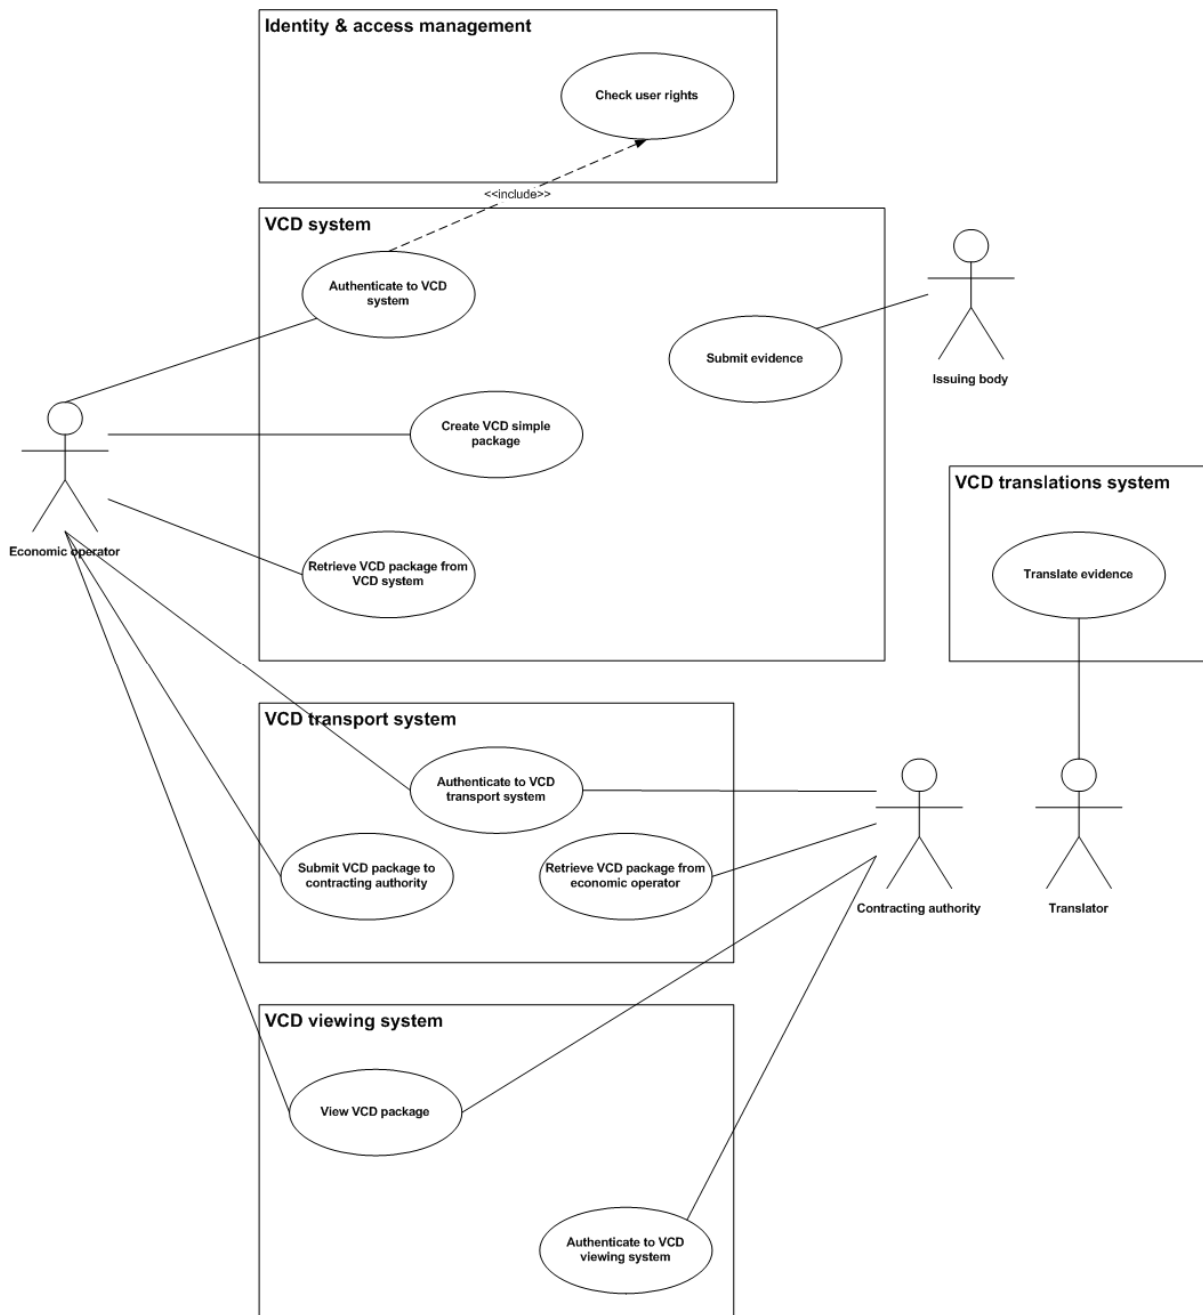 Identity & access management
Check user rights
<<include>>
VCD system
Authenticate to VCD
system
Submit evidence
Issuing body
Create VCD simple
package
VCD translations system
Economic operator
Retrieve VCD package from
VCD system
Translate evidence
VCD transport system
Authenticate to VCD
transport system
Submit VCD package to
contracting authority
Retrieve VCD package from
economic operator
Contracting authority
Translator
VCD viewing system
View VCD package
Authenticate to VCD
viewing system